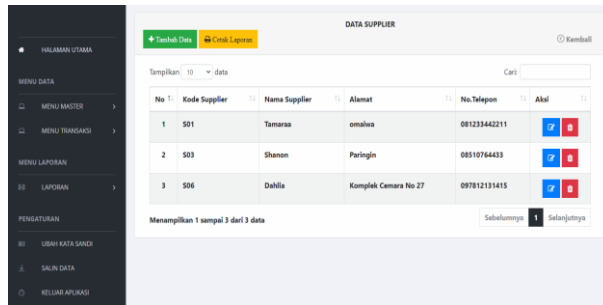 HALAMAN UTAMA
MENU DATA
MENU MASTER
MENU TRANSAKSI
MENU LAPORAN
LAPORAN
PENGATURAN
UBAH KATA SANDI
SALIN DATA
KELUAR APLIKASI
DATA SUPPLIER
Tambah Data Cetak Laporan
Kembali
Tampilkan 10 data Cari:
No Kode Supplier Nama Supplier Alamat No.Telepon Aksi
1 S01 Tamaraa omaiwa 081233442211
2 S03 Shanon Paringin 08510764433
3 S06 Dahlia Komplek Cemara No 27 097812131415
Menampilkan 1 sampai 3 dari 3 data
Sebelumnya 1 Selanjutnya